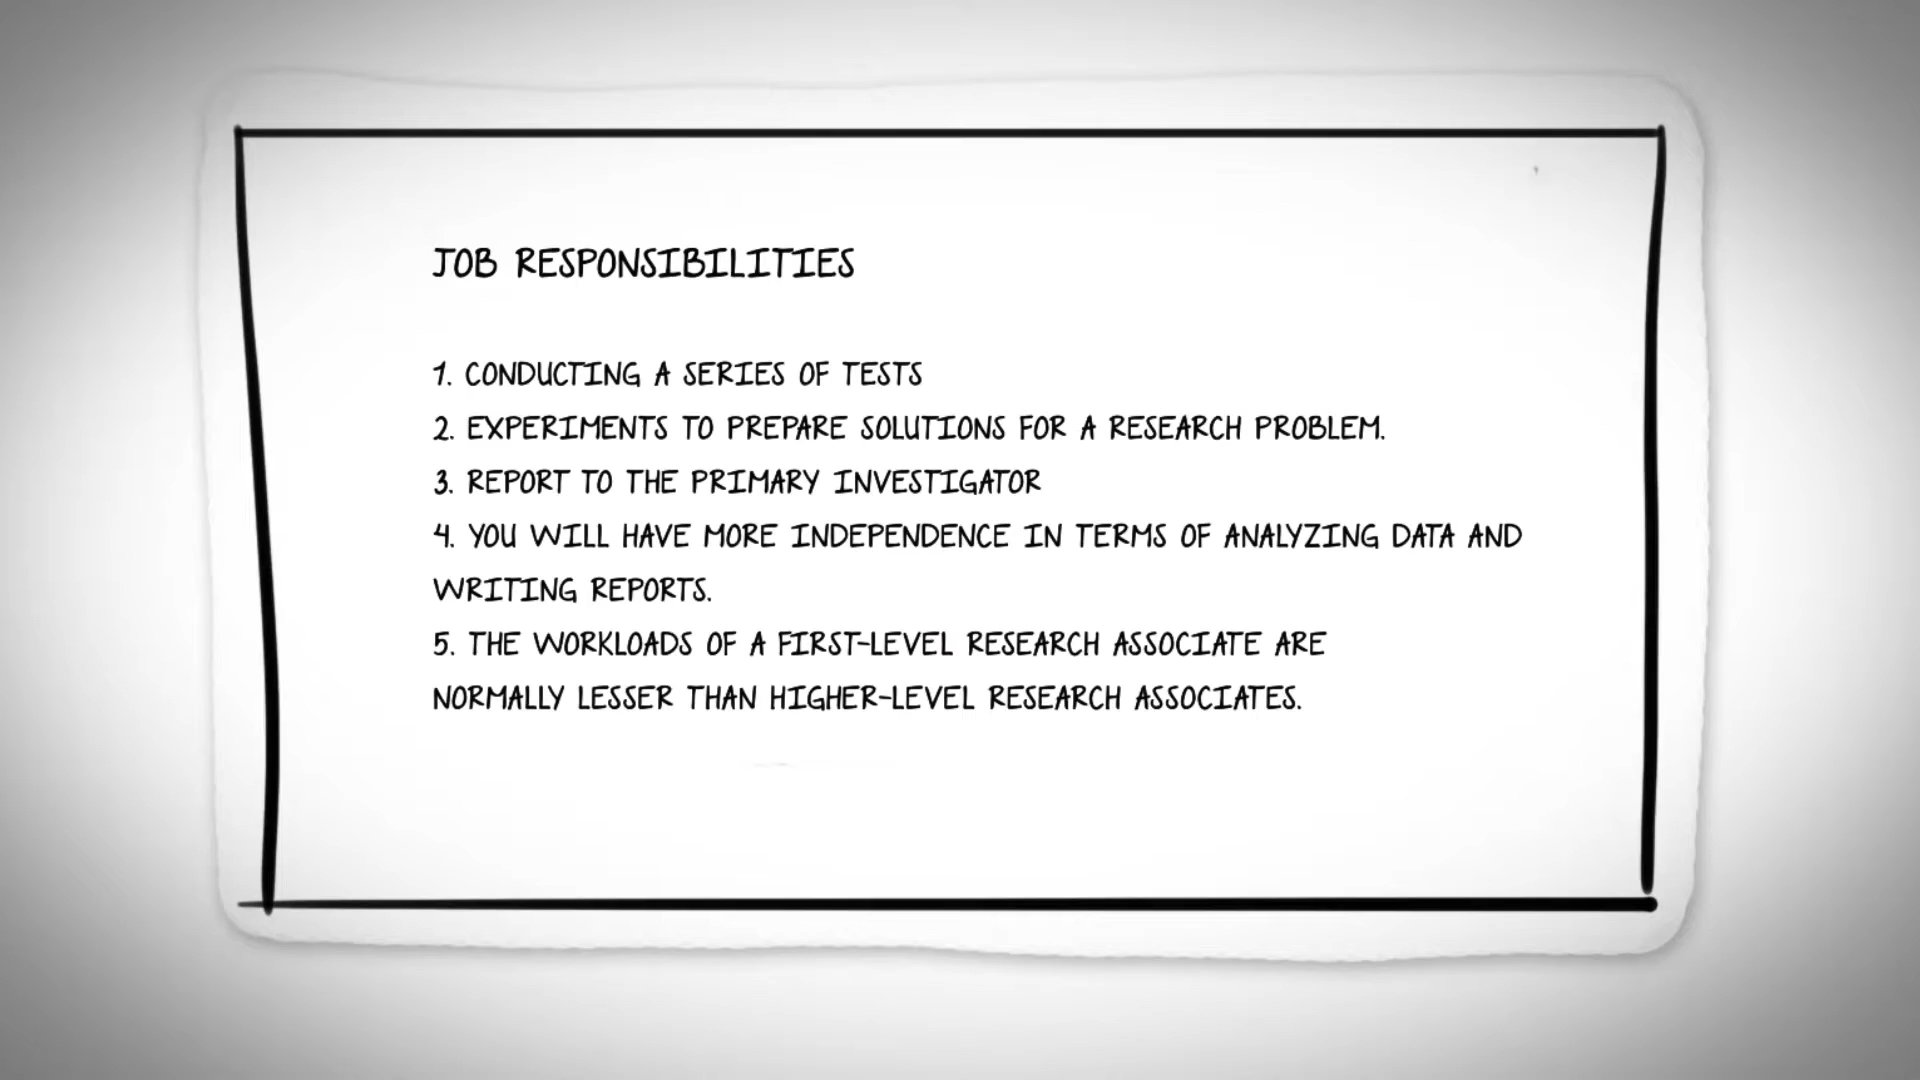 JOB RESPONSIBILITIES
1. CONDUCTING A SERIES OF TESTS
2. EXPERIMENTS TO PREPARE SOLUTIONS FOR A RESEARCH PROBLEM.
3. REPORT TO THE PRIMARY INVESTIGATOR
4. YOU WILL HAVE MORE INDEPENDENCE IN TERMS OF ANALYZING DATA AND
WRITING REPORTS.
5. THE WORKLOADS OF A FIRST-LEVEL RESEARCH ASSOCIATE ARE
NORMALLY LESSER THAN HIGHER-LEVEL RESEARCH ASSOCIATES.